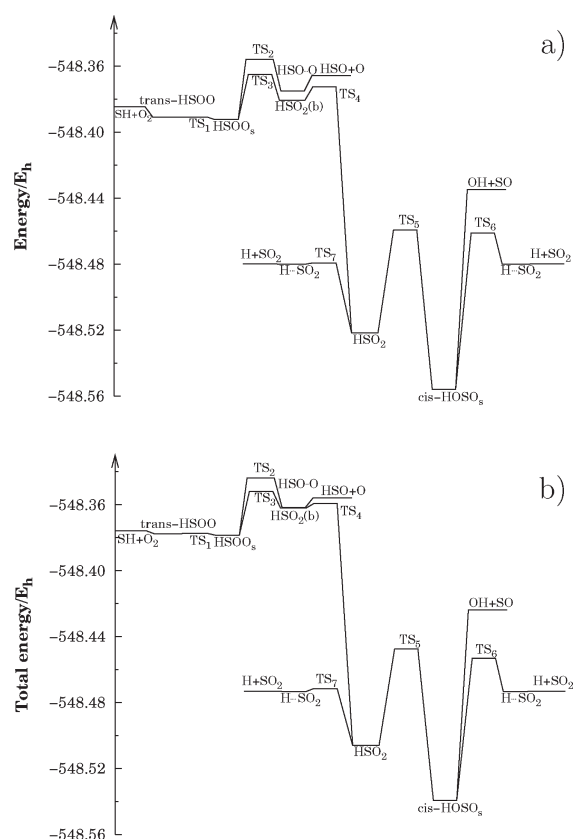 a)
Energy/Eh
−548.36
−548.40
−548.44
−548.48
−548.52
−548.56
SH+O2
trans−HSOO
TS1
HSOOs
TS2
TS3
HSO··O
HSO2(b)
HSO+O
TS4
H+SO2
H···SO2
TS7
HSO2
TS5
cis−HOSOs
OH+SO
TS6
H···SO2
H+SO2
b)
Total energy/Eh
−548.36
−548.40
−548.44
−548.48
−548.52
−548.56
SH+O2
trans−HSOO
TS1
HSOOs
TS2
TS3
HSO··O
HSO2(b)
HSO+O
TS4
H+SO2
H···SO2
TS7
HSO2
TS5
cis−HOSOs
OH+SO
TS6
H···SO2
H+SO2